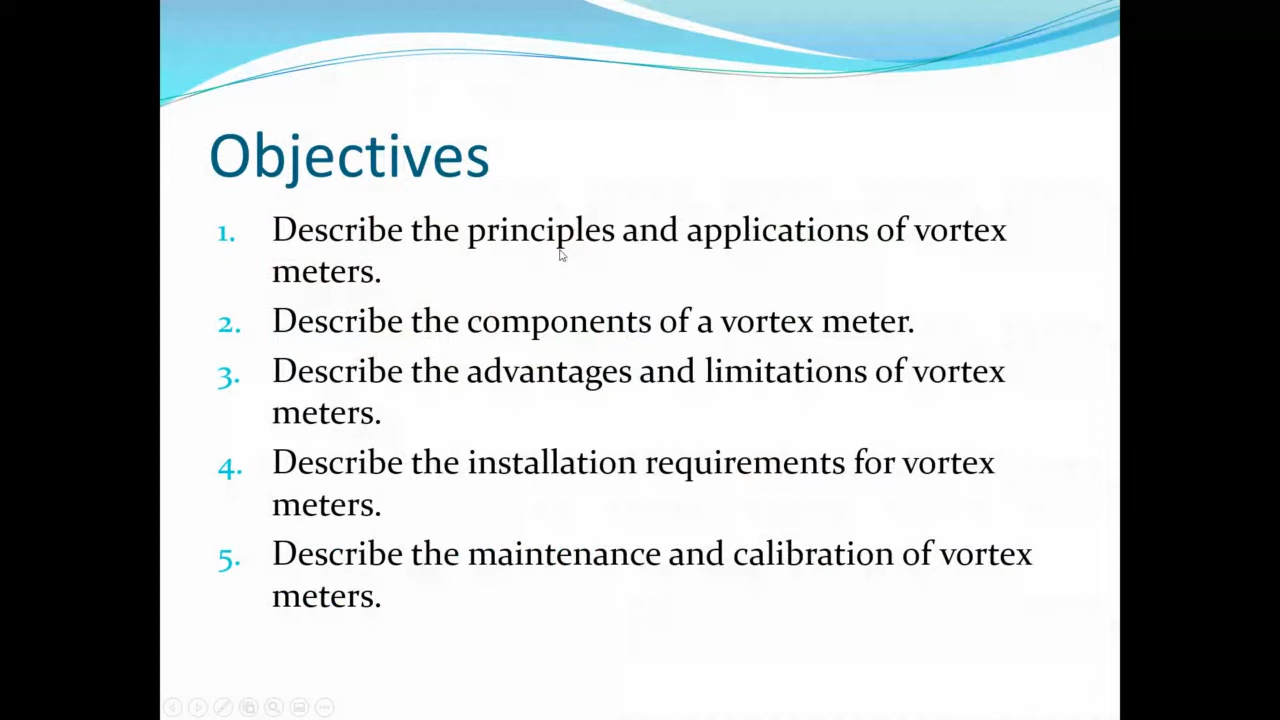 Objectives
1. Describe the principles and applications of vortex
meters.
2. Describe the components of a vortex meter.
3. Describe the advantages and limitations of vortex
meters.
4. Describe the installation requirements for vortex
meters.
5. Describe the maintenance and calibration of vortex
meters.